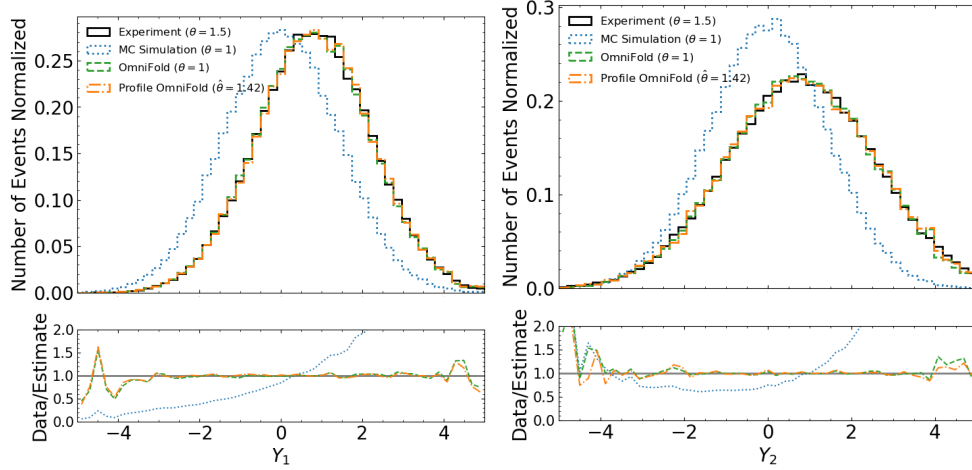 Experiment (θ = 1.5)
MC Simulation (θ = 1)
OmniFold (θ = 1)
Profile OmniFold (θ̂ = 1.42)
Number of Events Normalized
0.25
0.20
0.15
0.10
0.05
0.00
Data/Estimate
2.0
1.5
1.0
0.5
0.0
−4
−2
0
2
4
Y₁
Experiment (θ = 1.5)
MC Simulation (θ = 1)
OmniFold (θ = 1)
Profile OmniFold (θ̂ = 1.42)
Number of Events Normalized
0.3
0.2
0.1
0.0
Data/Estimate
2.0
1.5
1.0
0.5
0.0
−4
−2
0
2
4
Y₂